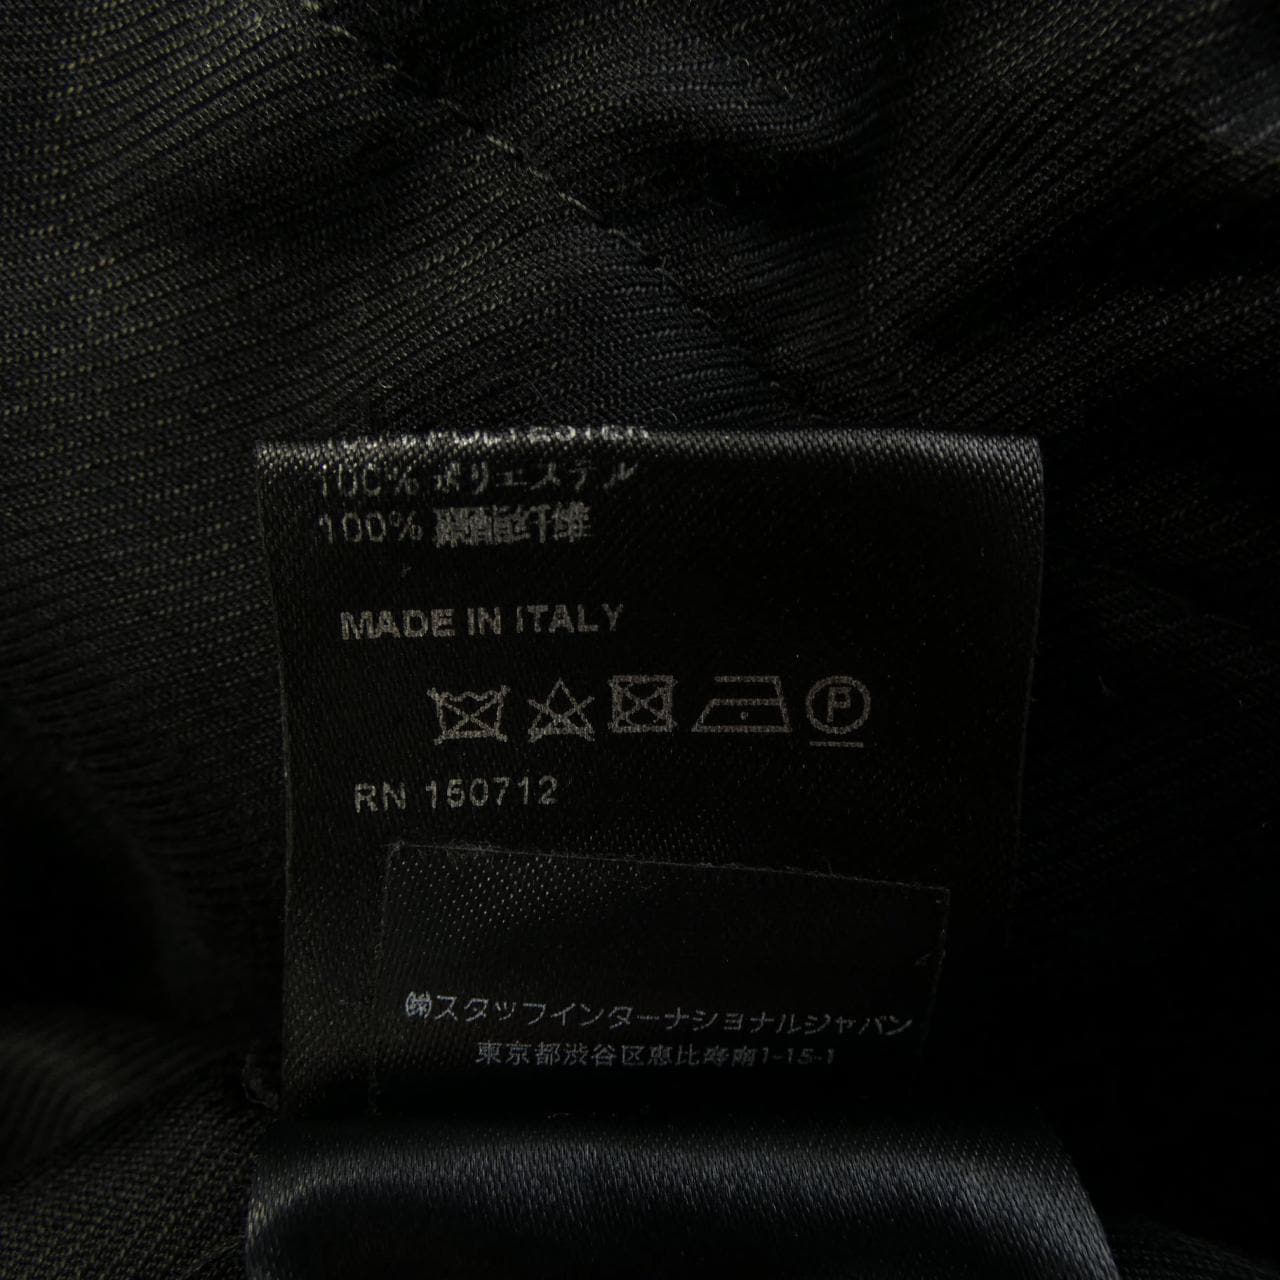 100% ポリエステル
100% 聚酯纤维
MADE IN ITALY
P
RN 150712
㈱スタッフインターナショナルジャパン
東京都渋谷区恵比寿南1-15-1